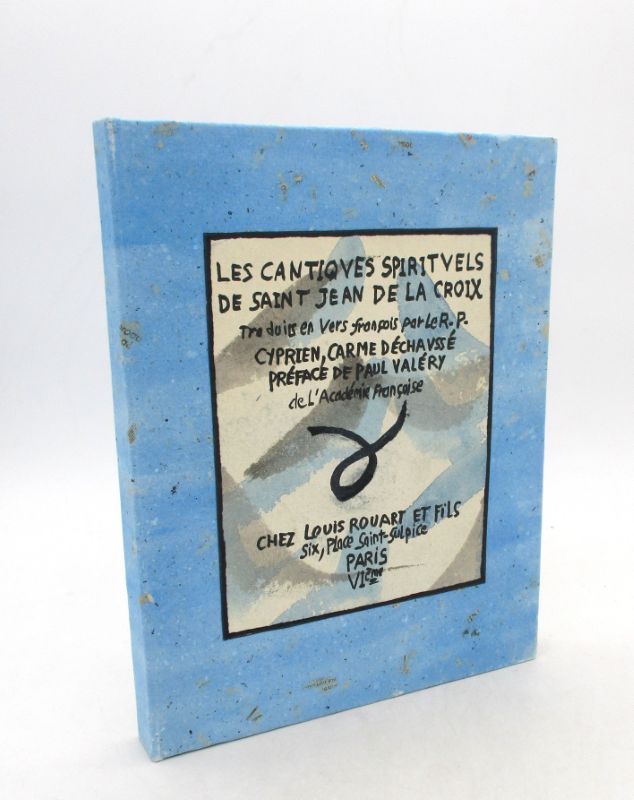 LES CANTIQVES SPIRITVELS
DE SAINT JEAN DE LA CROIX
Traduits en Vers françois par Le R. P.
CYPRIEN, CARME DÉCHAVSSÉ
PRÉFACE DE PAUL VALÉRY
de L'Académie Française
CHEZ LOUIS ROUART ET FILS
Six, Place Saint-Sulpice
PARIS
VIème